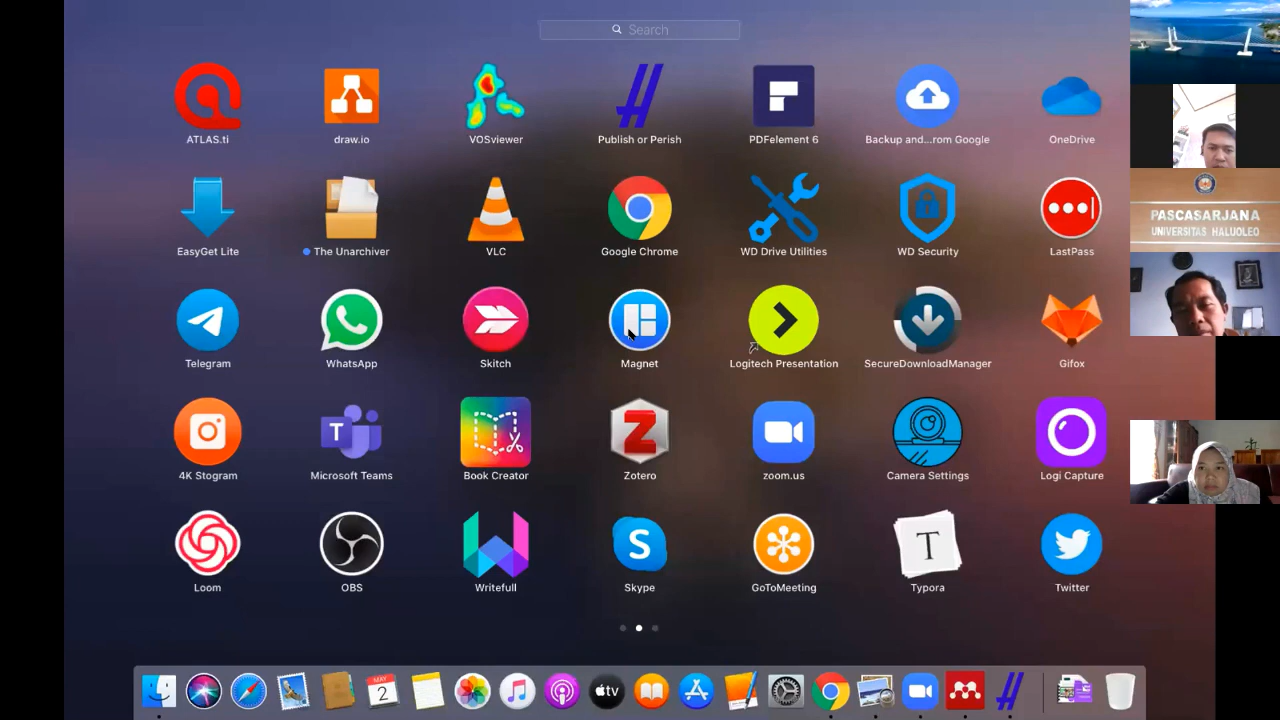 Search
ATLAS.ti
draw.io
VOSviewer
Publish or Perish
PDFelement 6
Backup and...rom Google
OneDrive
EasyGet Lite
The Unarchiver
VLC
Google Chrome
WD Drive Utilities
WD Security
LastPass
Telegram
WhatsApp
Skitch
Magnet
Logitech Presentation
SecureDownloadManager
Gifox
4K Stogram
Microsoft Teams
Book Creator
Zotero
zoom.us
Camera Settings
Logi Capture
Loom
OBS
Writefull
Skype
GoToMeeting
Typora
Twitter
PASCASARJANA
UNIVERSITAS HALUOLEO
T
Z
S
T
MAY
2
tv